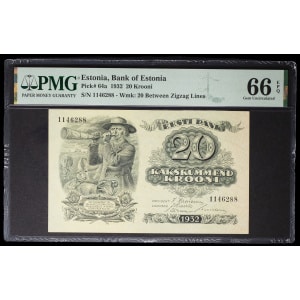 PMG
PAPER MONEY GUARANTY
Estonia, Bank of Estonia
Pick# 64a 1932 20 Krooni
S/N 1146288 - Wmk: 20 Between Zigzag Lines
66 EPQ
Gem Uncirculated
1146288
EESTI PANK
20
KAKSKÜMMEND
KROONI
1146288
1932